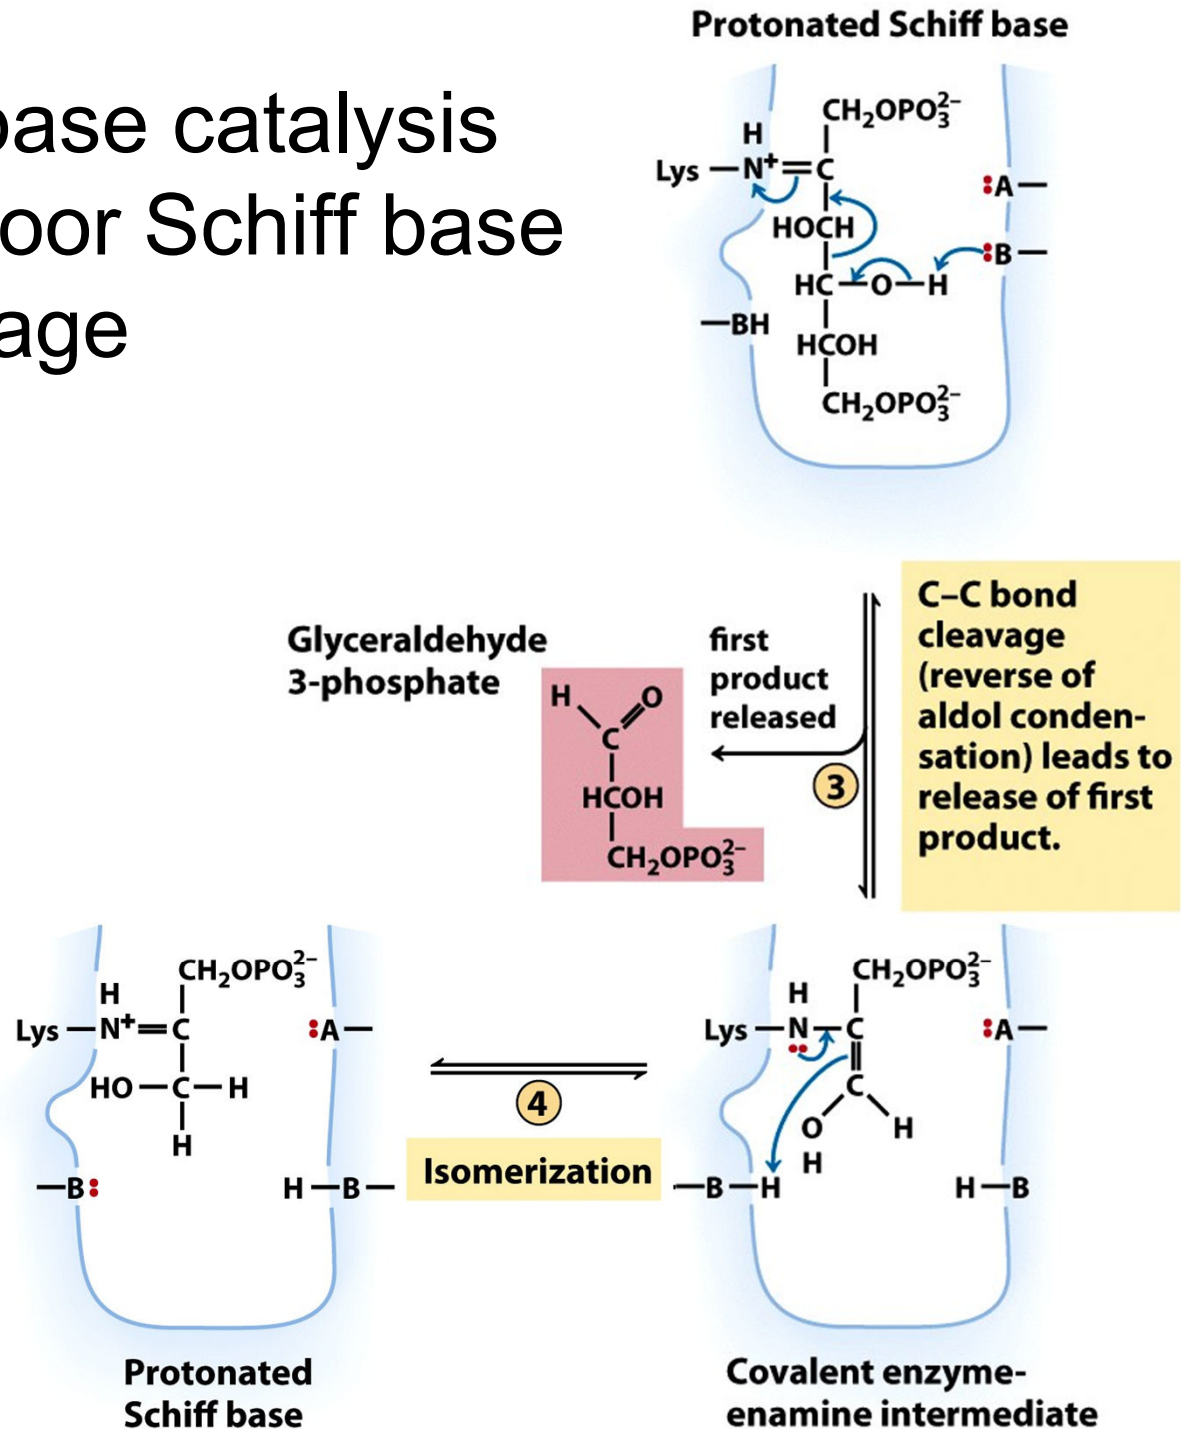 Protonated Schiff base
base catalysis
oor Schiff base
age
CH₂OPO₃²⁻
H
Lys—N⁺=C
:A—
HOCH
:B—
HC—O—H
—BH
HCOH
CH₂OPO₃²⁻
C–C bond
cleavage
(reverse of
aldol conden-
sation) leads to
release of first
product.
Glyceraldehyde
3-phosphate
first
product
released
H
O
C
HCOH
CH₂OPO₃²⁻
3
CH₂OPO₃²⁻
H
Lys—N⁺=C
:A—
HO—C—H
H
—B:
H—B—
Protonated
Schiff base
4
Isomerization
CH₂OPO₃²⁻
H
Lys—N—C
:A—
C
O
H
H
—B—H
H—B
Covalent enzyme-
enamine intermediate